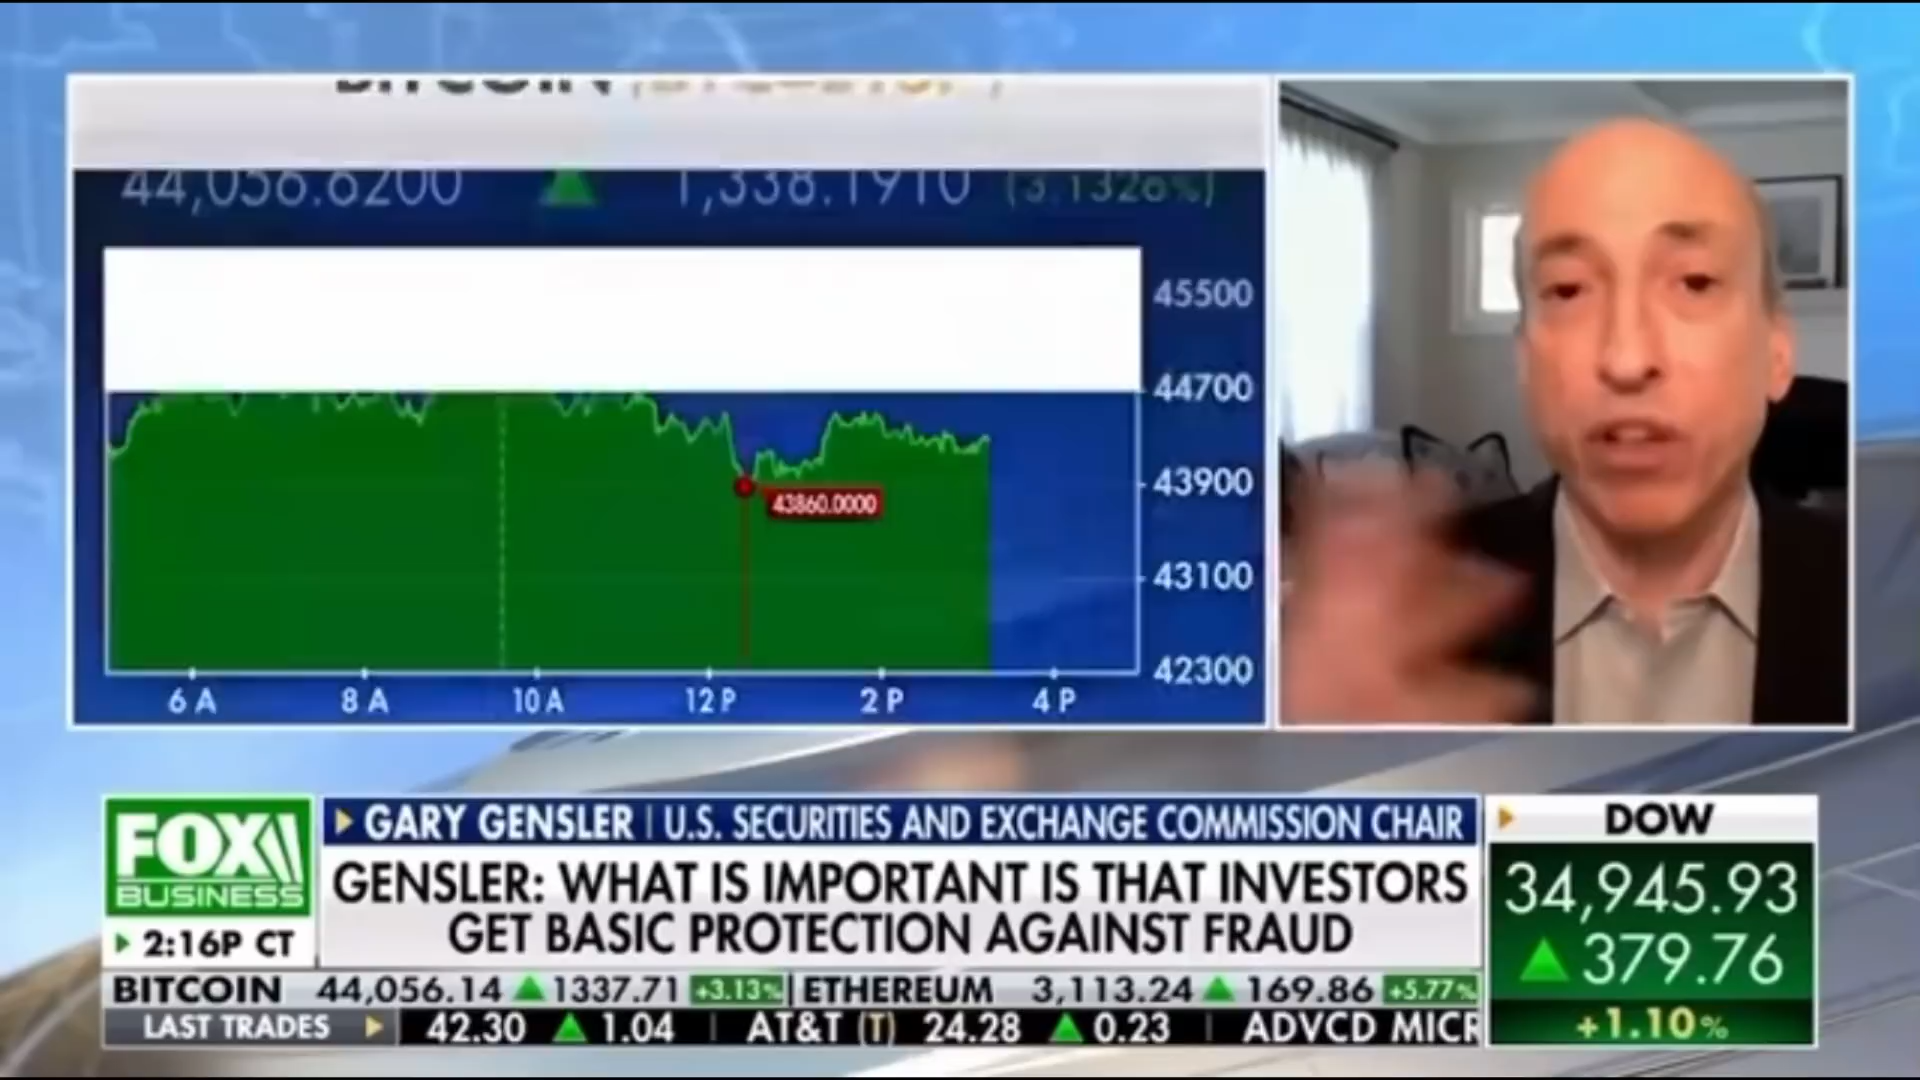 BITCOIN
44,056.6200 ▲ 1,338.1910 (3.1326%)
45500
44700
43900
43100
42300
43860.0000
6 A 8 A 10 A 12 P 2 P 4 P
FOX
BUSINESS
2:16P CT
GARY GENSLER | U.S. SECURITIES AND EXCHANGE COMMISSION CHAIR
GENSLER: WHAT IS IMPORTANT IS THAT INVESTORS
GET BASIC PROTECTION AGAINST FRAUD
DOW
34,945.93
▲ 379.76
+1.10%
BITCOIN 44,056.14 ▲ 1337.71 +3.13% | ETHEREUM 3,113.24 ▲ 169.86 +5.77%
LAST TRADES 42.30 ▲ 1.04 | AT&T (T) 24.28 ▲ 0.23 | ADVCD MICR